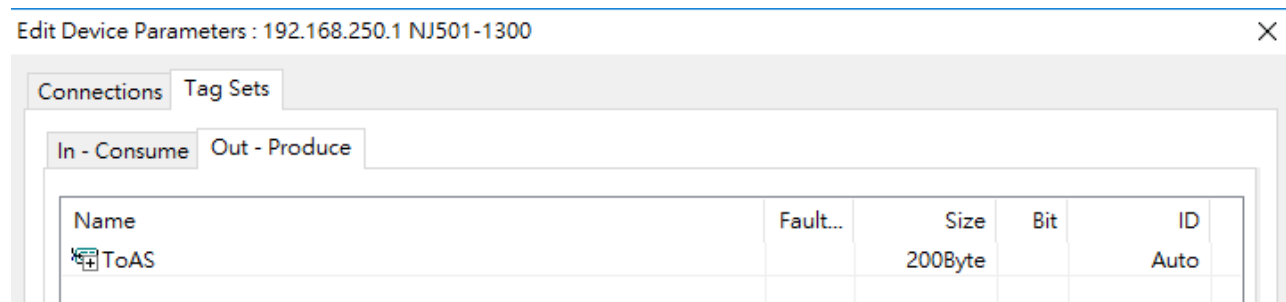 Edit Device Parameters : 192.168.250.1 NJ501-1300
Connections Tag Sets
In - Consume Out - Produce
Name Fault... Size Bit ID
ToAS 200Byte Auto